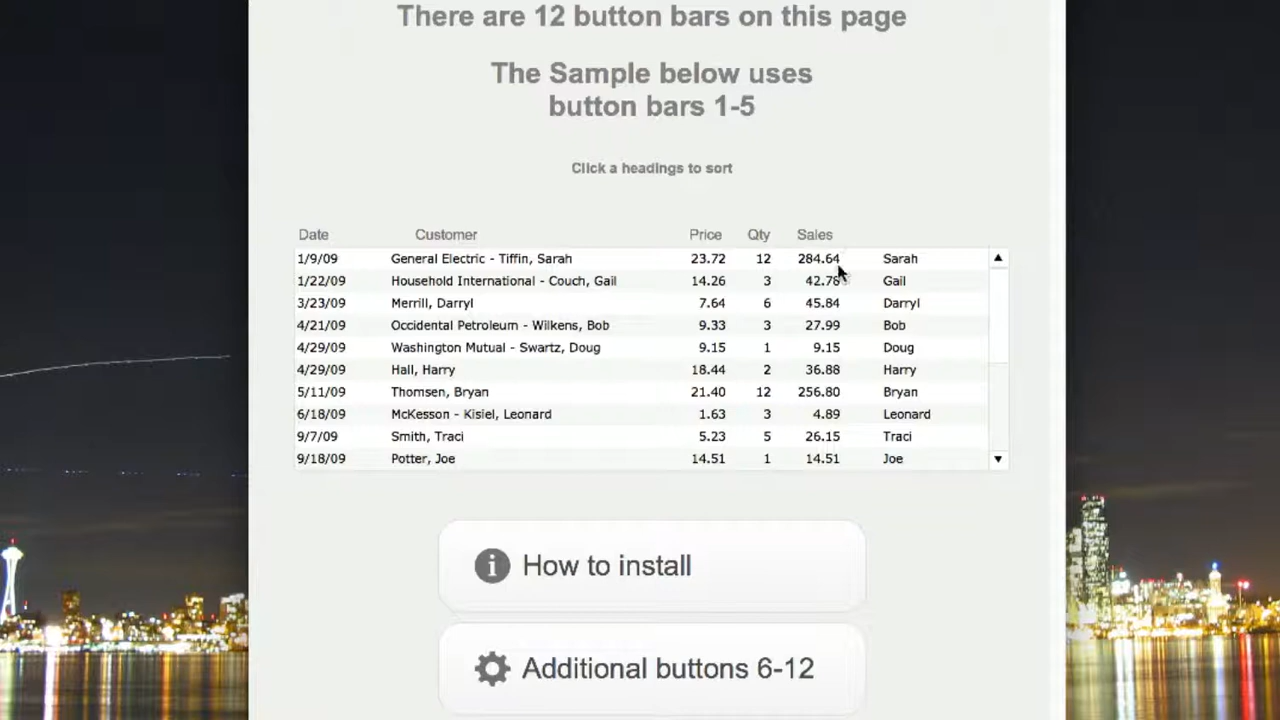 There are 12 button bars on this page
The Sample below uses
button bars 1-5
Click a headings to sort
Date Customer Price Qty Sales
1/9/09 General Electric - Tiffin, Sarah 23.72 12 284.64 Sarah
1/22/09 Household International - Couch, Gail 14.26 3 42.78 Gail
3/23/09 Merrill, Darryl 7.64 6 45.84 Darryl
4/21/09 Occidental Petroleum - Wilkens, Bob 9.33 3 27.99 Bob
4/29/09 Washington Mutual - Swartz, Doug 9.15 1 9.15 Doug
4/29/09 Hall, Harry 18.44 2 36.88 Harry
5/11/09 Thomsen, Bryan 21.40 12 256.80 Bryan
6/18/09 McKesson - Kisiel, Leonard 1.63 3 4.89 Leonard
9/7/09 Smith, Traci 5.23 5 26.15 Traci
9/18/09 Potter, Joe 14.51 1 14.51 Joe
How to install
Additional buttons 6-12